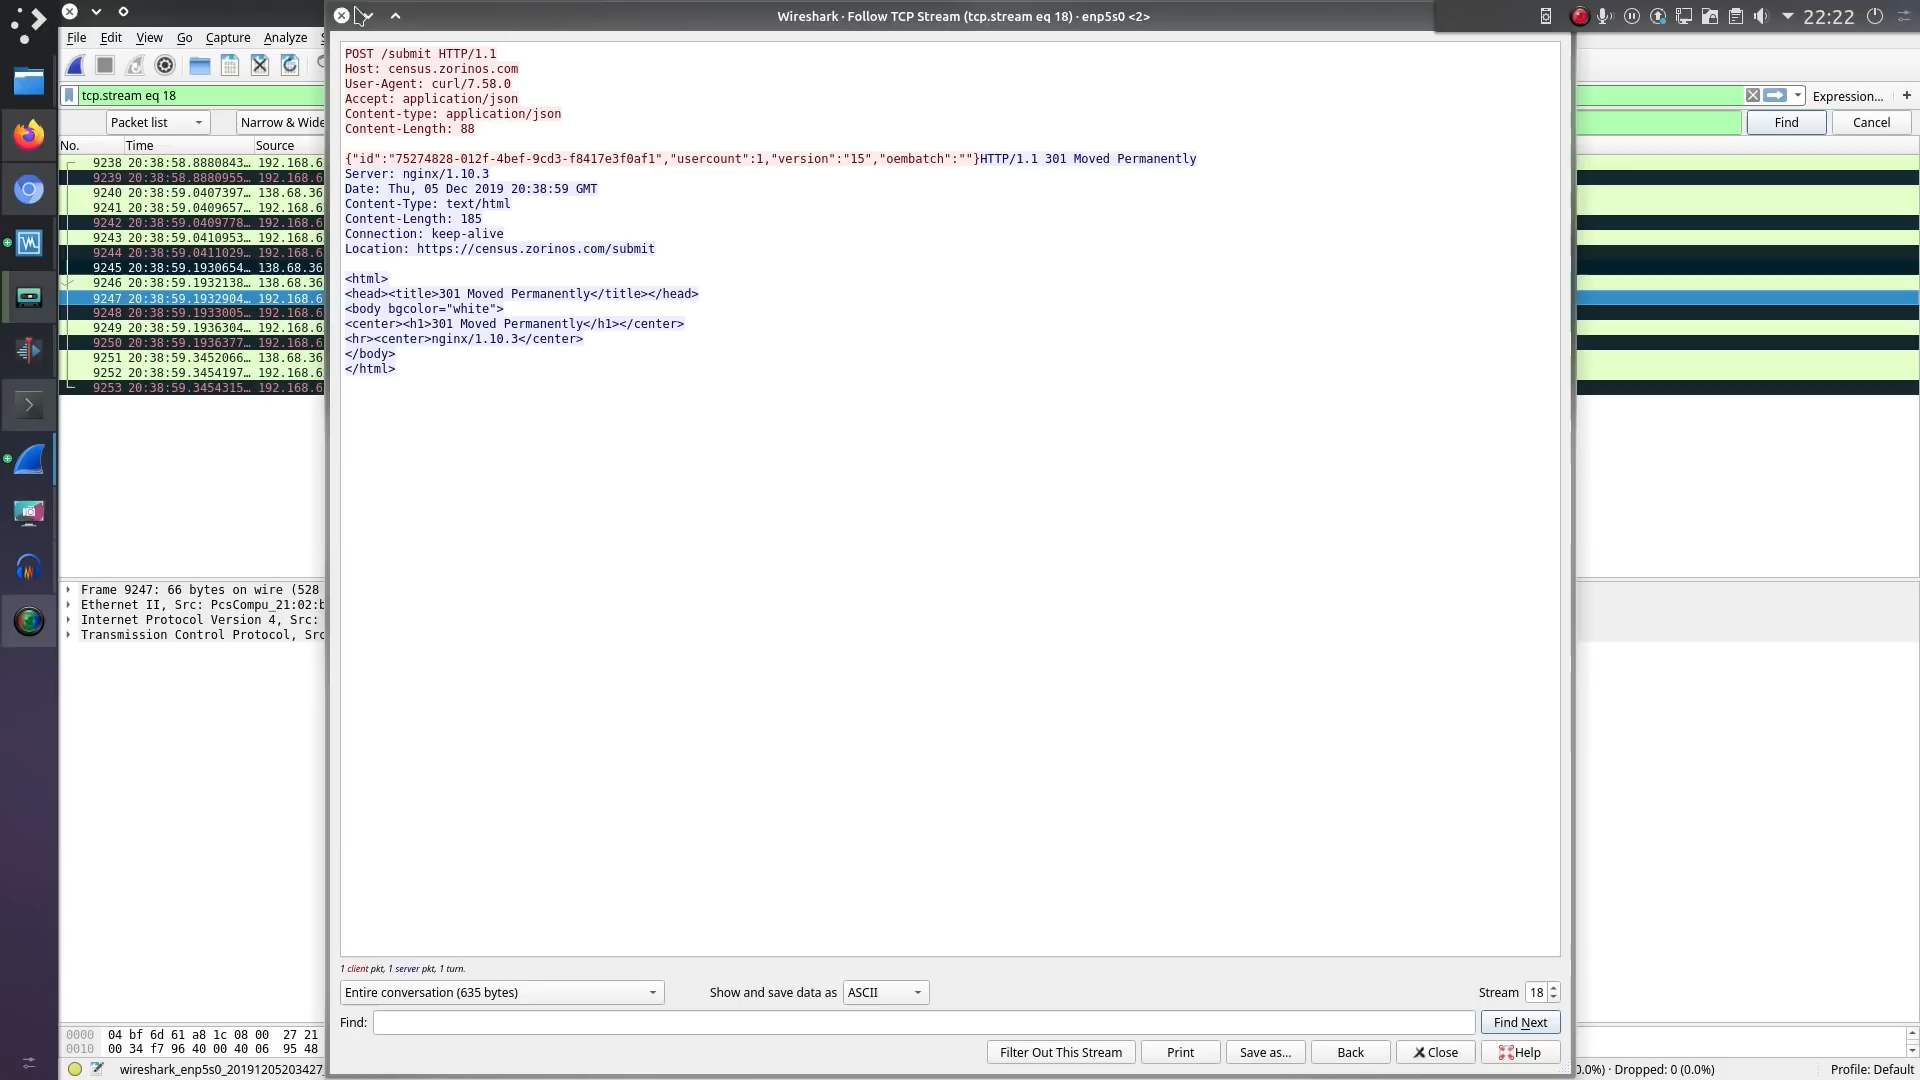 Wireshark · Follow TCP Stream (tcp.stream eq 18) · enp5s0 <2>
22:22
File Edit View Go Capture Analyze
tcp.stream eq 18
Expression… +
Packet list
Narrow & Wide
Find
Cancel
No. Time Source
9238 20:38:58.8880843… 192.168.6
9239 20:38:58.8880955… 192.168.6
9240 20:38:59.0407397… 138.68.36
9241 20:38:59.0409657… 192.168.6
9242 20:38:59.0409778… 192.168.6
9243 20:38:59.0410953… 192.168.6
9244 20:38:59.0411029… 192.168.6
9245 20:38:59.1930654… 138.68.36
9246 20:38:59.1932138… 138.68.36
9247 20:38:59.1932904… 192.168.6
9248 20:38:59.1933005… 192.168.6
9249 20:38:59.1936304… 192.168.6
9250 20:38:59.1936377… 192.168.6
9251 20:38:59.3452066… 138.68.36
9252 20:38:59.3454197… 192.168.6
9253 20:38:59.3454315… 192.168.6
Frame 9247: 66 bytes on wire (528
Ethernet II, Src: PcsCompu_21:02:b
Internet Protocol Version 4, Src:
Transmission Control Protocol, Src
0000 04 bf 6d 61 a8 1c 08 00 27 21
0010 00 34 f7 96 40 00 40 06 95 48
wireshark_enp5s0_20191205203427_
POST /submit HTTP/1.1
Host: census.zorinos.com
User-Agent: curl/7.58.0
Accept: application/json
Content-type: application/json
Content-Length: 88
{"id":"75274828-012f-4bef-9cd3-f8417e3f0af1","usercount":1,"version":"15","oembatch":""}HTTP/1.1 301 Moved Permanently
Server: nginx/1.10.3
Date: Thu, 05 Dec 2019 20:38:59 GMT
Content-Type: text/html
Content-Length: 185
Connection: keep-alive
Location: https://census.zorinos.com/submit
<html>
<head><title>301 Moved Permanently</title></head>
<body bgcolor="white">
<center><h1>301 Moved Permanently</h1></center>
<hr><center>nginx/1.10.3</center>
</body>
</html>
1 client pkt, 1 server pkt, 1 turn.
Entire conversation (635 bytes)
Show and save data as ASCII
Stream 18
Find:
Find Next
Filter Out This Stream
Print
Save as…
Back
Close
Help
0.0%) · Dropped: 0 (0.0%)
Profile: Default